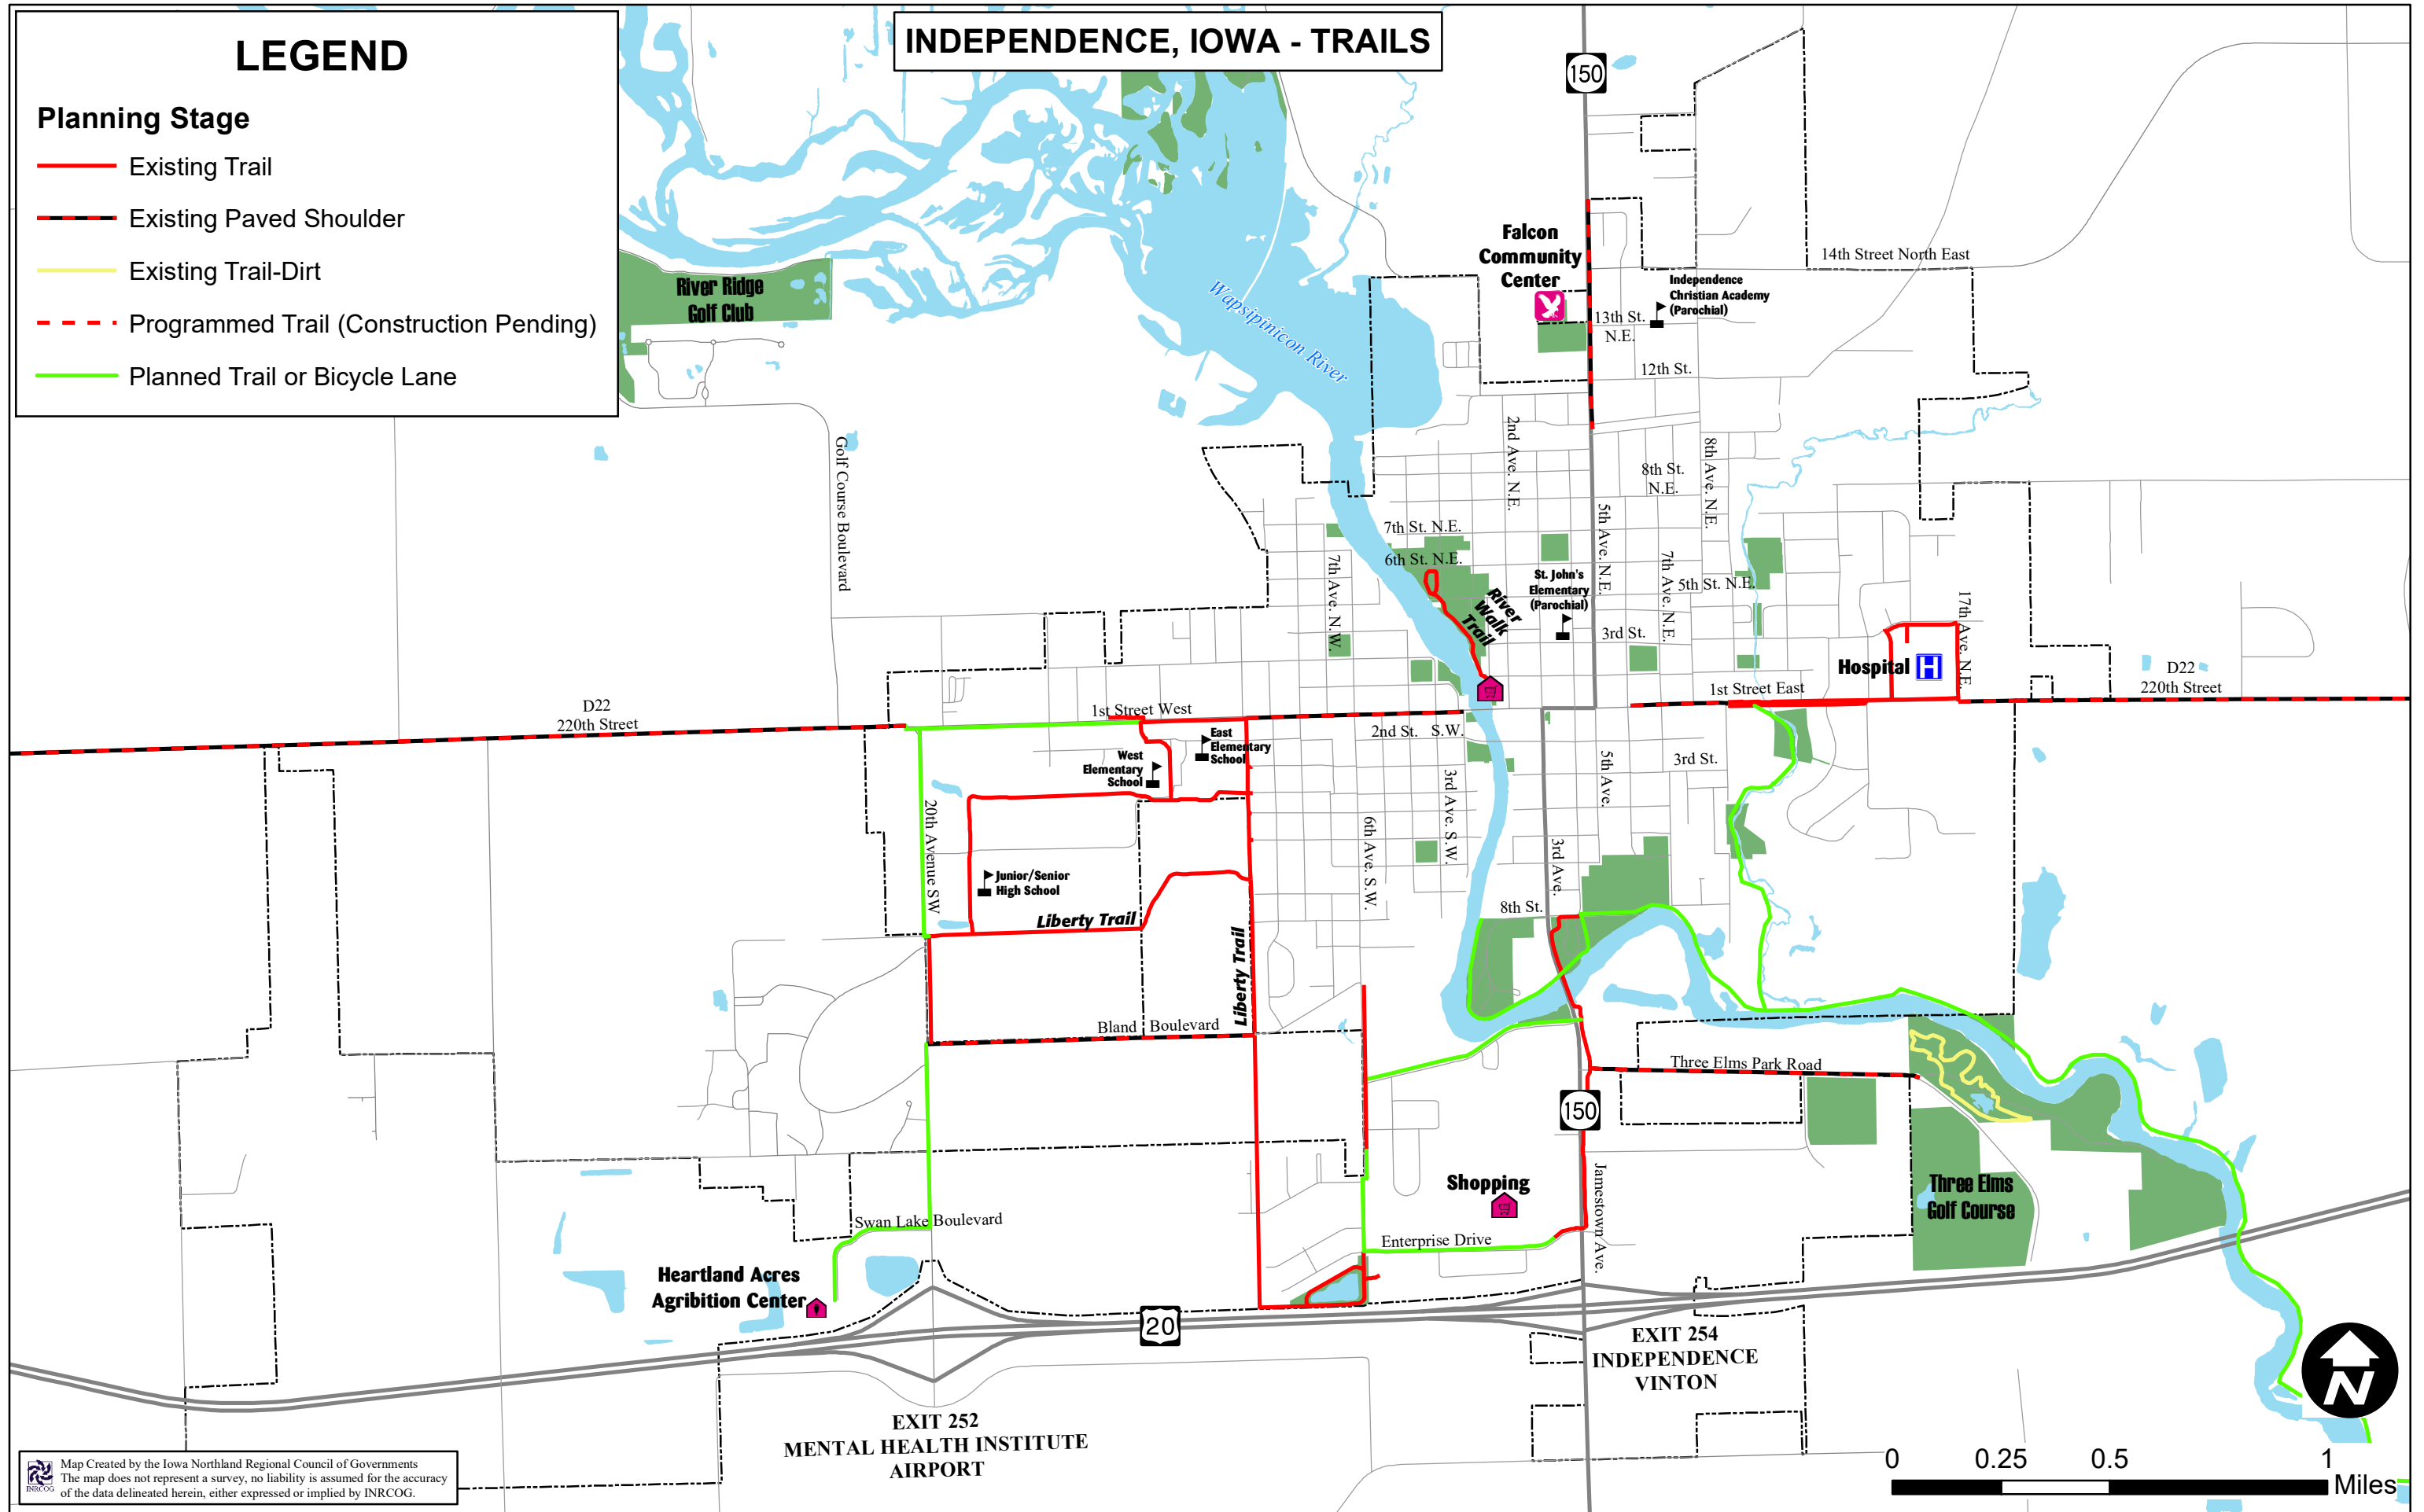 LEGEND
Planning Stage
Existing Trail
Existing Paved Shoulder
Existing Trail-Dirt
Programmed Trail (Construction Pending)
Planned Trail or Bicycle Lane
INDEPENDENCE, IOWA - TRAILS
150
Falcon
Community
Center
14th Street North East
Independence
Christian Academy
(Parochial)
13th St.
N.E.
12th St.
River Ridge
Golf Club
Wapsipinicon River
Golf Course Boulevard
2nd Ave. N.E.
8th Ave. N.E.
8th St.
N.E.
7th St. N.E.
6th St. N.E.
5th Ave. N.E.
7th Ave. N.W.
7th Ave. N.E.
5th St. N.E.
St. John's
Elementary
(Parochial)
River
Walk
Trail
3rd St.
17th Ave. N.E.
Hospital
H
D22
220th Street
1st Street East
D22
220th Street
1st Street West
2nd St. S.W.
East
Elementary
School
West
Elementary
School
3rd St.
5th Ave.
3rd Ave. S.W.
20th Avenue SW
6th Ave. S.W.
3rd Ave.
Junior/Senior
High School
Liberty Trail
8th St.
Liberty Trail
Bland Boulevard
Three Elms Park Road
150
Shopping
Jamestown Ave.
Three Elms
Golf Course
Swan Lake Boulevard
Enterprise Drive
Heartland Acres
Agribition Center
20
EXIT 254
INDEPENDENCE
VINTON
EXIT 252
MENTAL HEALTH INSTITUTE
AIRPORT
N
0 0.25 0.5 1
Miles
INRCOG
Map Created by the Iowa Northland Regional Council of Governments
The map does not represent a survey, no liability is assumed for the accuracy
of the data delineated herein, either expressed or implied by INRCOG.